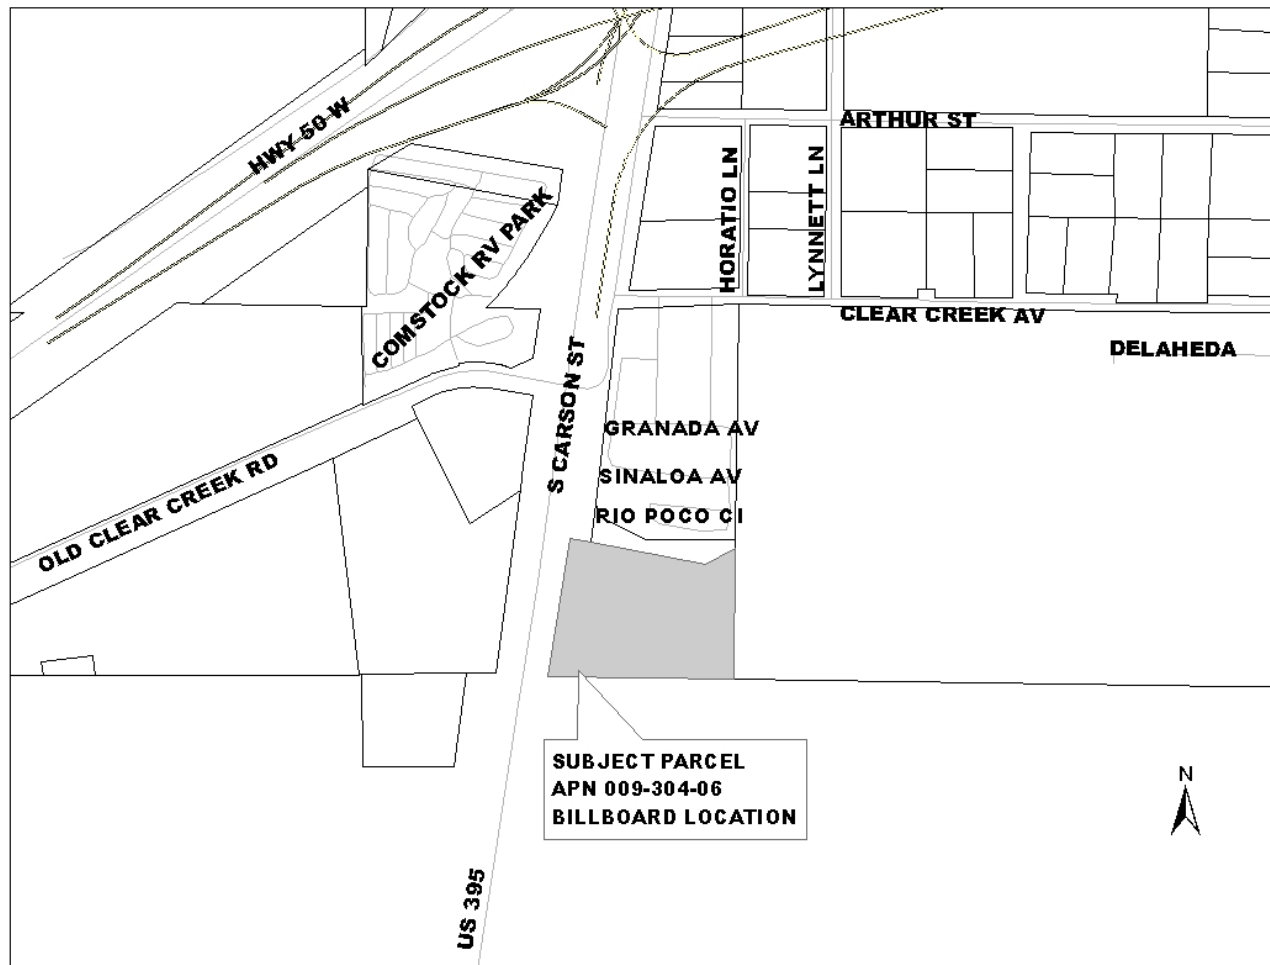 HWY 50 W
ARTHUR ST
HORATIO LN
LYNNETT LN
COMSTOCK RV PARK
CLEAR CREEK AV
DELAHEDA
S CARSON ST
GRANADA AV
SINALOA AV
RIO POCO CI
OLD CLEAR CREEK RD
SUBJECT PARCEL
APN 009-304-06
BILLBOARD LOCATION
N
US 395